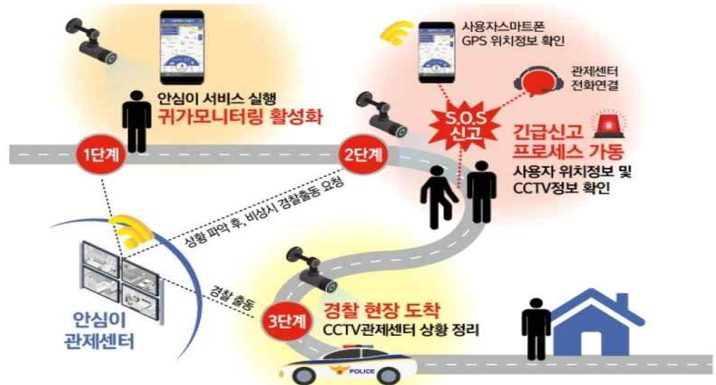 안심이 서비스 실행
귀가모니터링 활성화
1단계
사용자스마트폰
GPS 위치정보 확인
관제센터
전화연결
S.O.S
신고
2단계
긴급신고
프로세스 가동
사용자 위치정보 및
CCTV정보 확인
상황 파악 후, 비상시 경찰출동 요청
안심이
관제센터
경찰 출동
3단계
경찰 현장 도착
CCTV관제센터 상황 정리
POLICE